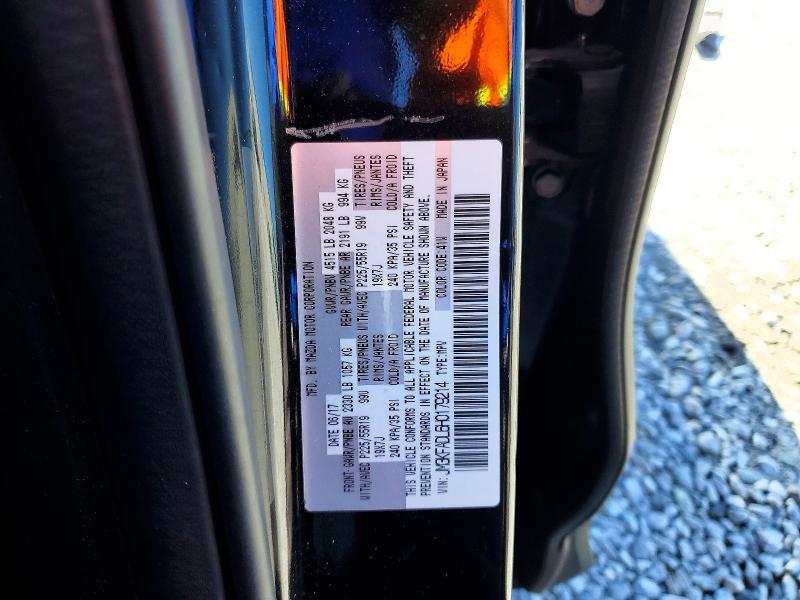 MFD. BY MAZDA MOTOR CORPORATION
DATE 06/17 GVWR/PNBV 4515 LB 2048 KG
FRONT GAWR/PNBE AV 2330 LB 1057 KG REAR GAWR/PNBE AR 2191 LB 994 KG
WITH/AVEC P225/55R19 99V TIRES/PNEUS WITH/AVEC P225/55R19 99V TIRES/PNEUS
19X7J RIMS/JANTES 19X7J RIMS/JANTES
240 KPA/35 PSI COLD/A FROID 240 KPA/35 PSI COLD/A FROID
THIS VEHICLE CONFORMS TO ALL APPLICABLE FEDERAL MOTOR VEHICLE SAFETY AND THEFT
PREVENTION STANDARDS IN EFFECT ON THE DATE OF MANUFACTURE SHOWN ABOVE.
VIN: JM3KFADL6H0179214 TYPE:MPV COLOR CODE:41W MADE IN JAPAN